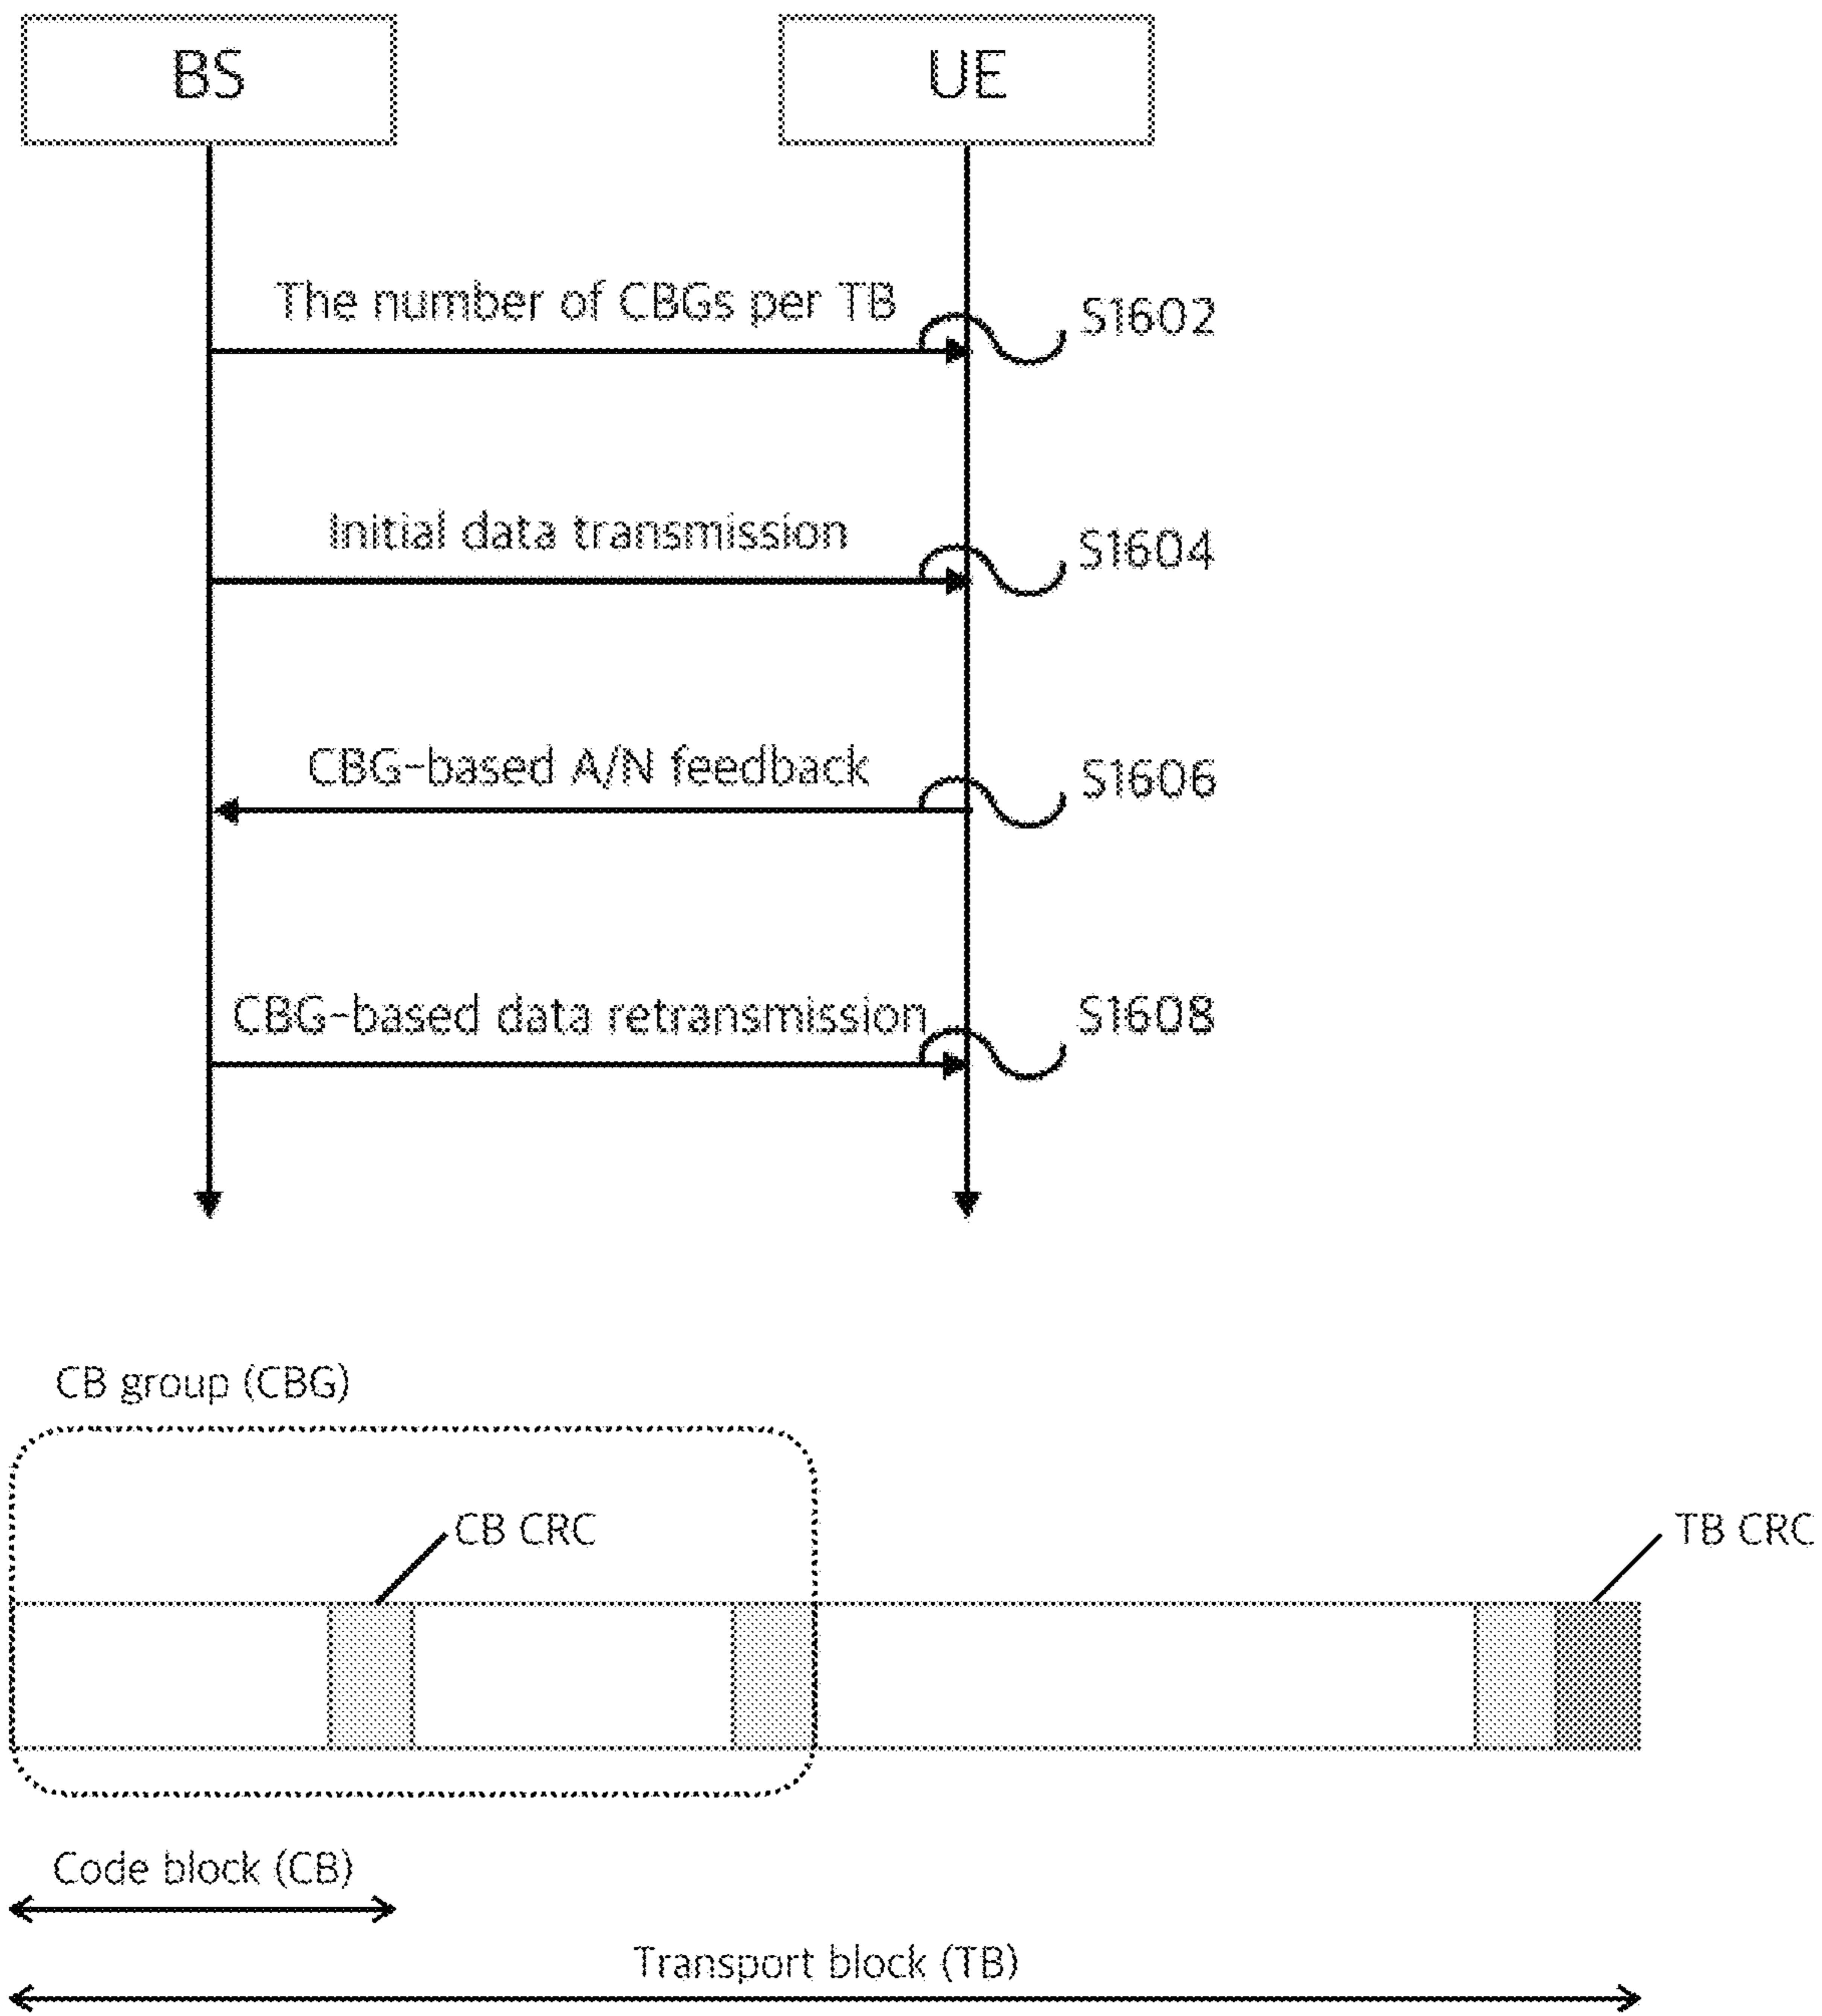 BS
UE
The number of CBGs per TB
S1602
Initial data transmission
S1604
CBG-based A/N feedback
S1606
CBG-based data retransmission
S1608
CB group (CBG)
CB CRC
TB CRC
Code block (CB)
Transport block (TB)